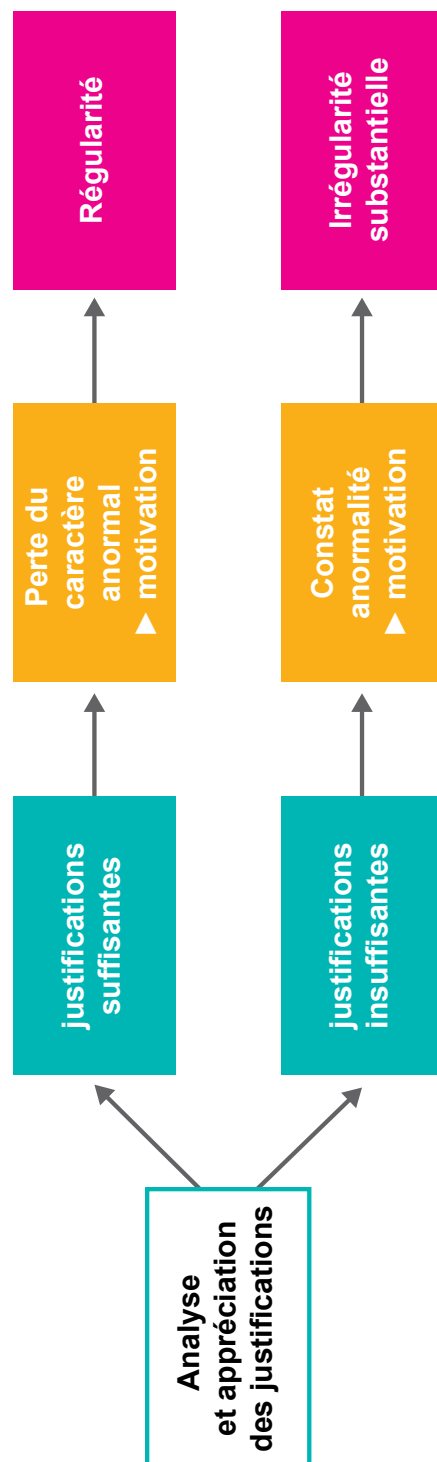 Analyse
et appréciation
des justifications
justifications
suffisantes
Perte du
caractère
anormal
▶ motivation
Régularité
justifications
insuffisantes
Constat
anormalité
▶ motivation
Irrégularité
substantielle